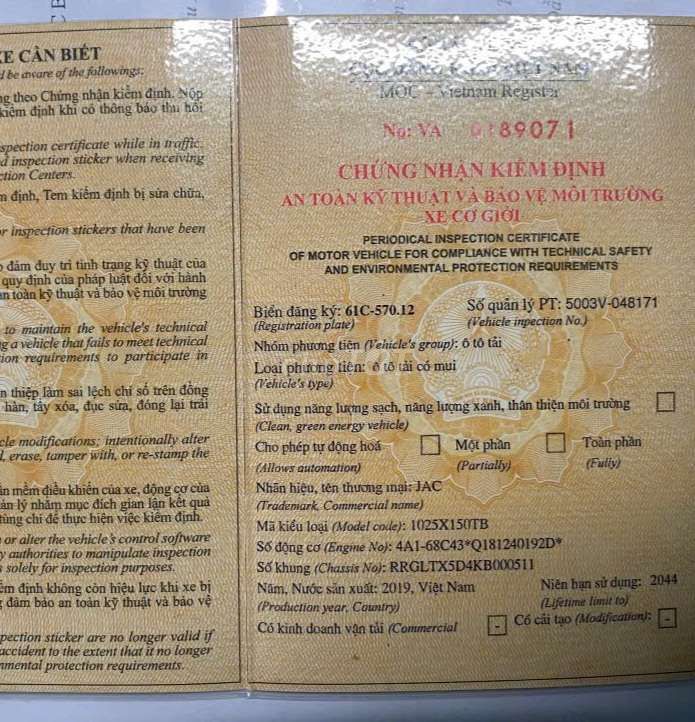 XE CẦN BIẾT
d be aware of the followings:
ng theo Chứng nhận kiểm định. Nộp
kiểm định khi có thông báo thu hồi
spection certificate while in traffic.
d inspection sticker when receiving
ction Centers.
m định, Tem kiểm định bị sửa chữa,
or inspection stickers that have been
o đảm duy trì tình trạng kỹ thuật của
quy định của pháp luật đối với hành
an toàn kỹ thuật và bảo vệ môi trường
to maintain the vehicle's technical
g a vehicle that fails to meet technical
tion requirements to participate in
n thiệp làm sai lệch chỉ số trên đồng
hàn, tẩy xóa, đục sửa, đóng lại trái
cle modifications; intentionally alter
l, erase, tamper with, or re-stamp the
ần mềm điều khiển của xe, động cơ của
uản lý nhằm mục đích gian lận kết quả
tùng chỉ để thực hiện việc kiểm định.
or alter the vehicle's control software
y authorities to manipulate inspection
s solely for inspection purposes.
ểm định không còn hiệu lực khi xe bị
g đảm bảo an toàn kỹ thuật và bảo vệ
pection sticker are no longer valid if
accident to the extent that it no longer
nmental protection requirements.
CỤC ĐĂNG KIỂM VIỆT NAM
MOC - Vietnam Register
No: VA 0189071
CHỨNG NHẬN KIỂM ĐỊNH
AN TOÀN KỸ THUẬT VÀ BẢO VỆ MÔI TRƯỜNG
XE CƠ GIỚI
PERIODICAL INSPECTION CERTIFICATE
OF MOTOR VEHICLE FOR COMPLIANCE WITH TECHNICAL SAFETY
AND ENVIRONMENTAL PROTECTION REQUIREMENTS
Biển đăng ký: 61C-570.12 Số quản lý PT: 5003V-048171
(Registration plate) (Vehicle inpection No.)
Nhóm phương tiện (Vehicle's group): ô tô tải
Loại phương tiện: ô tô tải có mui
(Vehicle's type)
Sử dụng năng lượng sạch, năng lượng xanh, thân thiện môi trường
(Clean, green energy vehicle)
Cho phép tự động hoá Một phần Toàn phần
(Allows automation) (Partially) (Fully)
Nhãn hiệu, tên thương mại: JAC
(Trademark, Commercial name)
Mã kiểu loại (Model code): 1025X150TB
Số động cơ (Engine No): 4A1-68C43*Q181240192D*
Số khung (Chassis No): RRGLTX5D4KB000511
Năm, Nước sản xuất: 2019, Việt Nam Niên hạn sử dụng: 2044
(Production year, Country) (Lifetime limit to)
Có kinh doanh vận tải (Commercial - Có cải tạo (Modification): -